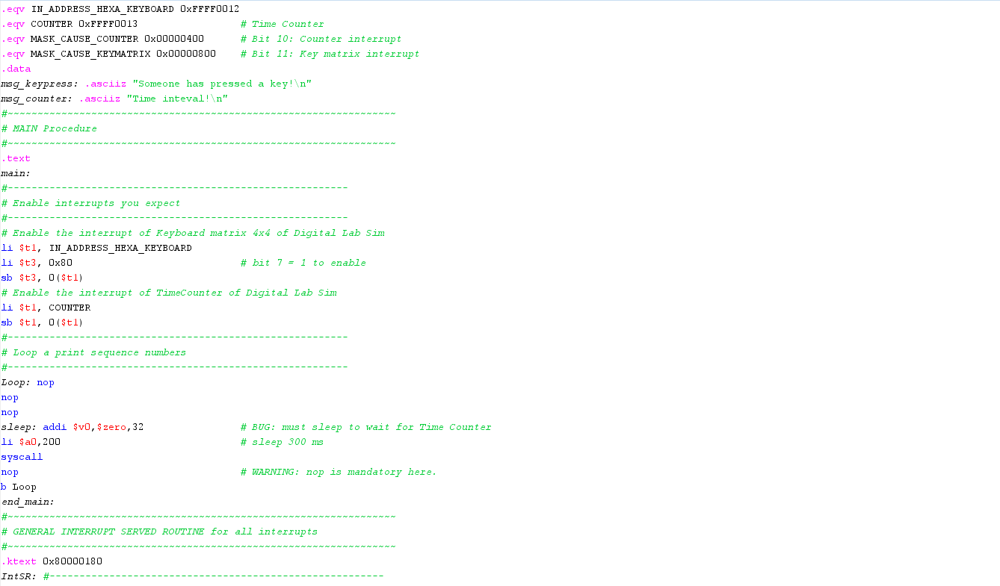 .eqv IN_ADDRESS_HEXA_KEYBOARD 0xFFFF0012
.eqv COUNTER 0xFFFF0013 # Time Counter
.eqv MASK_CAUSE_COUNTER 0x00000400 # Bit 10: Counter interrupt
.eqv MASK_CAUSE_KEYMATRIX 0x00000800 # Bit 11: Key matrix interrupt
.data
msg_keypress: .asciiz "Someone has pressed a key!\n"
msg_counter: .asciiz "Time inteval!\n"
#~~~~~~~~~~~~~~~~~~~~~~~~~~~~~~~~~~~~~~~~~~~~~~~~~~~~~~~~~~~~~~~~~
# MAIN Procedure
#~~~~~~~~~~~~~~~~~~~~~~~~~~~~~~~~~~~~~~~~~~~~~~~~~~~~~~~~~~~~~~~~~
.text
main:
#---------------------------------------------------------
# Enable interrupts you expect
#---------------------------------------------------------
# Enable the interrupt of Keyboard matrix 4x4 of Digital Lab Sim
li $t1, IN_ADDRESS_HEXA_KEYBOARD
li $t3, 0x80 # bit 7 = 1 to enable
sb $t3, 0($t1)
# Enable the interrupt of TimeCounter of Digital Lab Sim
li $t1, COUNTER
sb $t1, 0($t1)
#---------------------------------------------------------
# Loop a print sequence numbers
#---------------------------------------------------------
Loop: nop
nop
nop
sleep: addi $v0,$zero,32 # BUG: must sleep to wait for Time Counter
li $a0,200 # sleep 300 ms
syscall
nop # WARNING: nop is mandatory here.
b Loop
end_main:
#~~~~~~~~~~~~~~~~~~~~~~~~~~~~~~~~~~~~~~~~~~~~~~~~~~~~~~~~~~~~~~~~~
# GENERAL INTERRUPT SERVED ROUTINE for all interrupts
#~~~~~~~~~~~~~~~~~~~~~~~~~~~~~~~~~~~~~~~~~~~~~~~~~~~~~~~~~~~~~~~~~
.ktext 0x80000180
IntSR: #--------------------------------------------------------